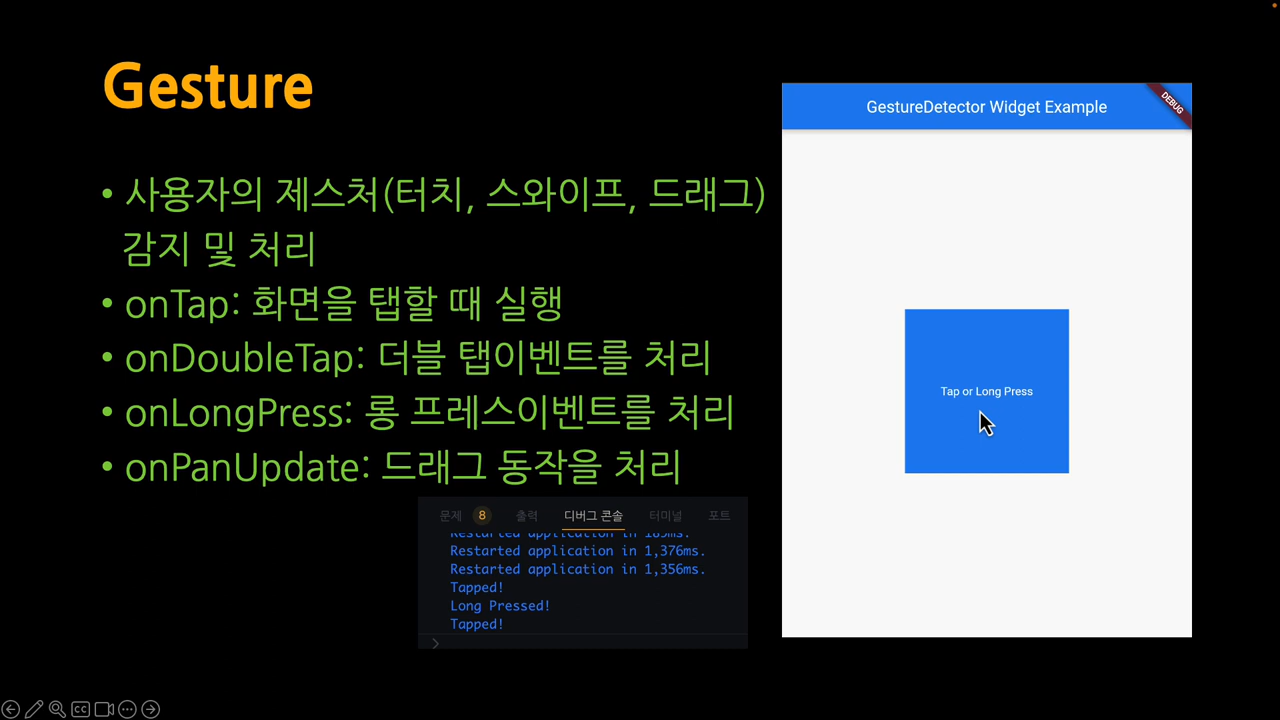 Gesture
• 사용자의 제스처(터치, 스와이프, 드래그)
감지 및 처리
• onTap: 화면을 탭할 때 실행
• onDoubleTap: 더블 탭이벤트를 처리
• onLongPress: 롱 프레스이벤트를 처리
• onPanUpdate: 드래그 동작을 처리
문제 8 출력 디버그 콘솔 터미널 포트
Restarted application in 185ms.
Restarted application in 1,376ms.
Restarted application in 1,356ms.
Tapped!
Long Pressed!
Tapped!
GestureDetector Widget Example
DEBUG
Tap or Long Press
CC